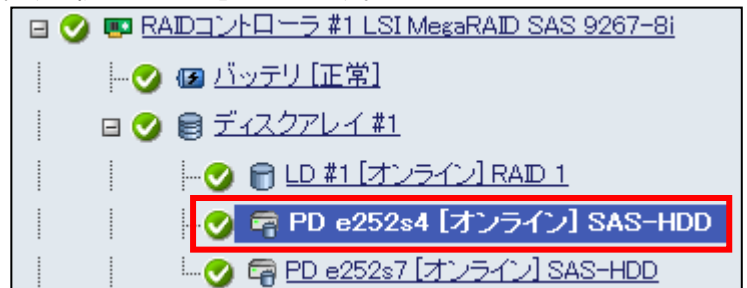 RAIDコントローラ #1 LSI MegaRAID SAS 9267-8i
バッテリ [正常]
ディスクアレイ #1
LD #1 [オンライン] RAID 1
PD e252s4 [オンライン] SAS-HDD
PD e252s7 [オンライン] SAS-HDD